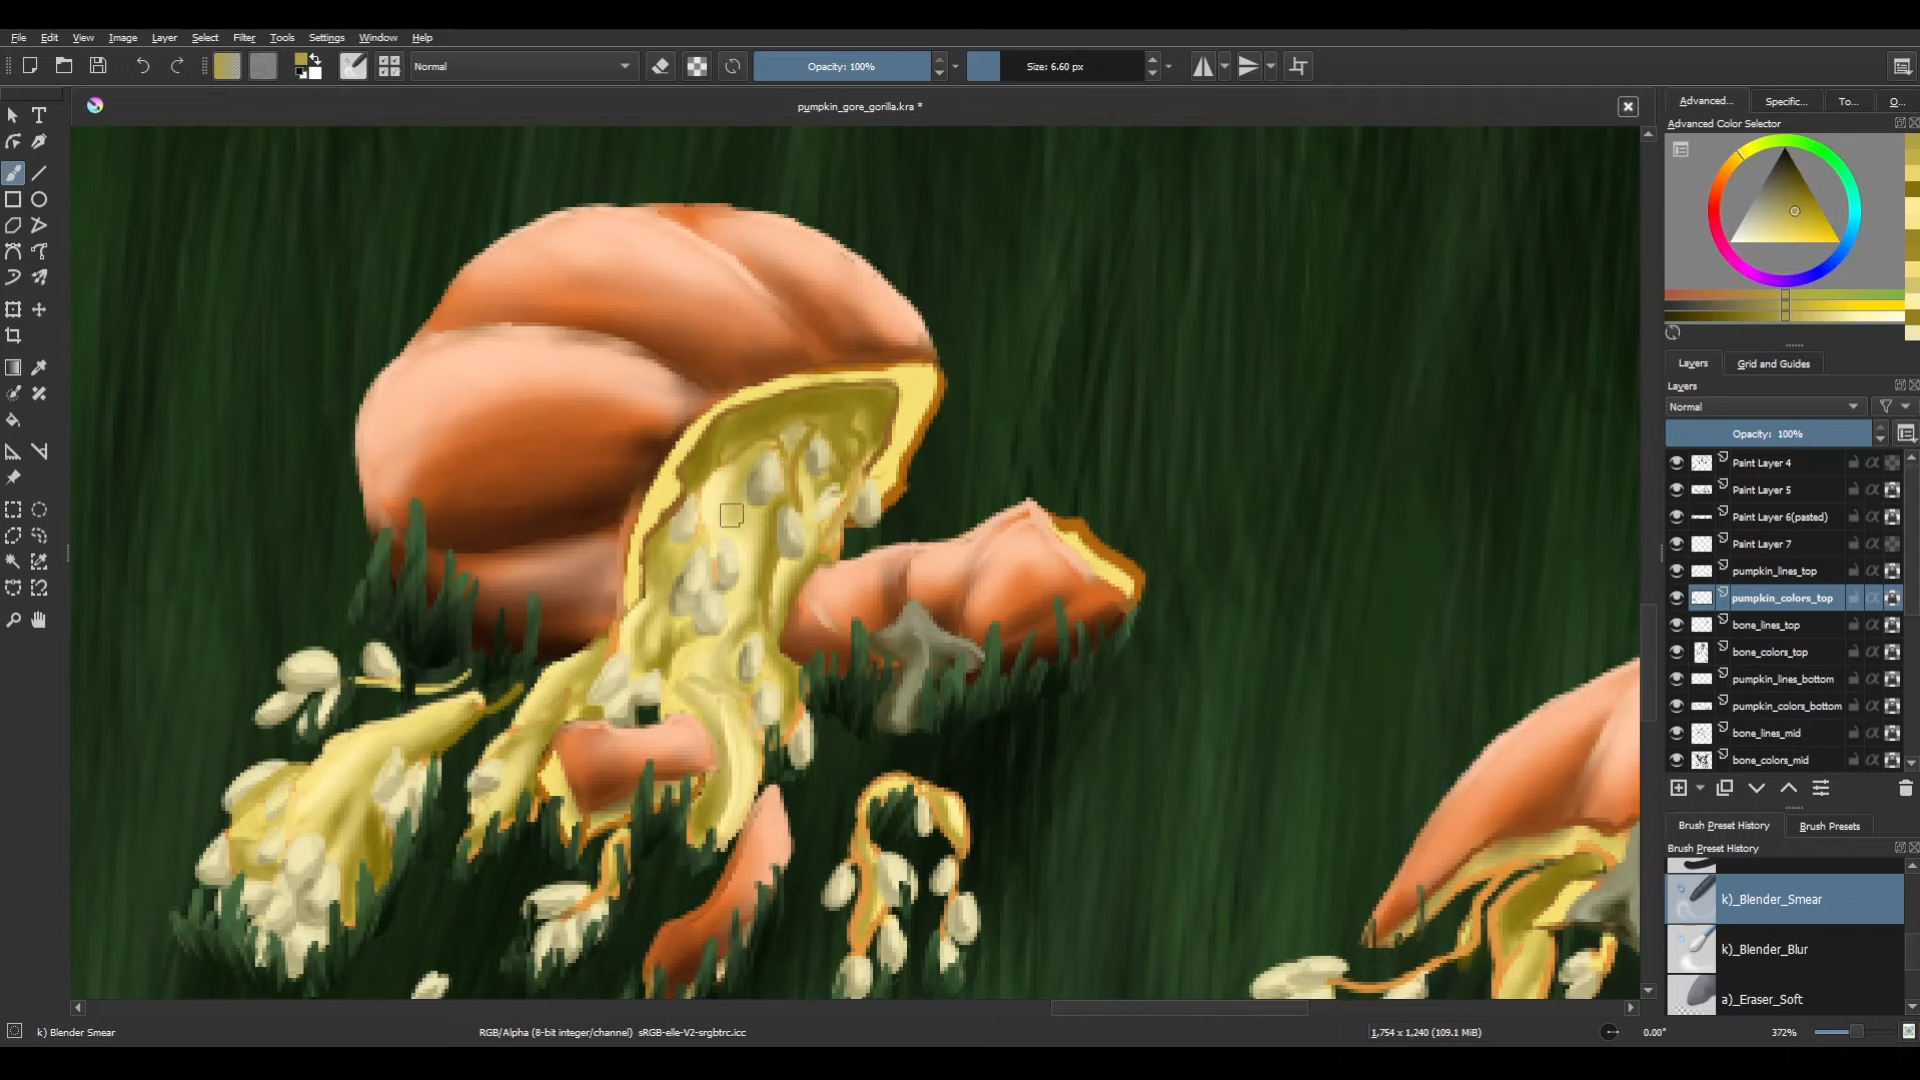 File Edit View Image Layer Select Filter Tools Settings Window Help
Normal Opacity: 100% Size: 6.60 px
pumpkin_gore_gorilla.kra *
Advanced... Specific... To... O...
Advanced Color Selector
Layers Grid and Guides
Layers
Normal
Opacity: 100%
Paint Layer 4
Paint Layer 5
Paint Layer 6(pasted)
Paint Layer 7
pumpkin_lines_top
pumpkin_colors_top
bone_lines_top
bone_colors_top
pumpkin_lines_bottom
pumpkin_colors_bottom
bone_lines_mid
bone_colors_mid
Brush Preset History Brush Presets
Brush Preset History
k)_Blender_Smear
k)_Blender_Blur
a)_Eraser_Soft
k) Blender Smear RGB/Alpha (8-bit integer/channel) sRGB-elle-V2-srgbtrc.icc 1,754 x 1,240 (109.1 MiB) 0.00° 372%